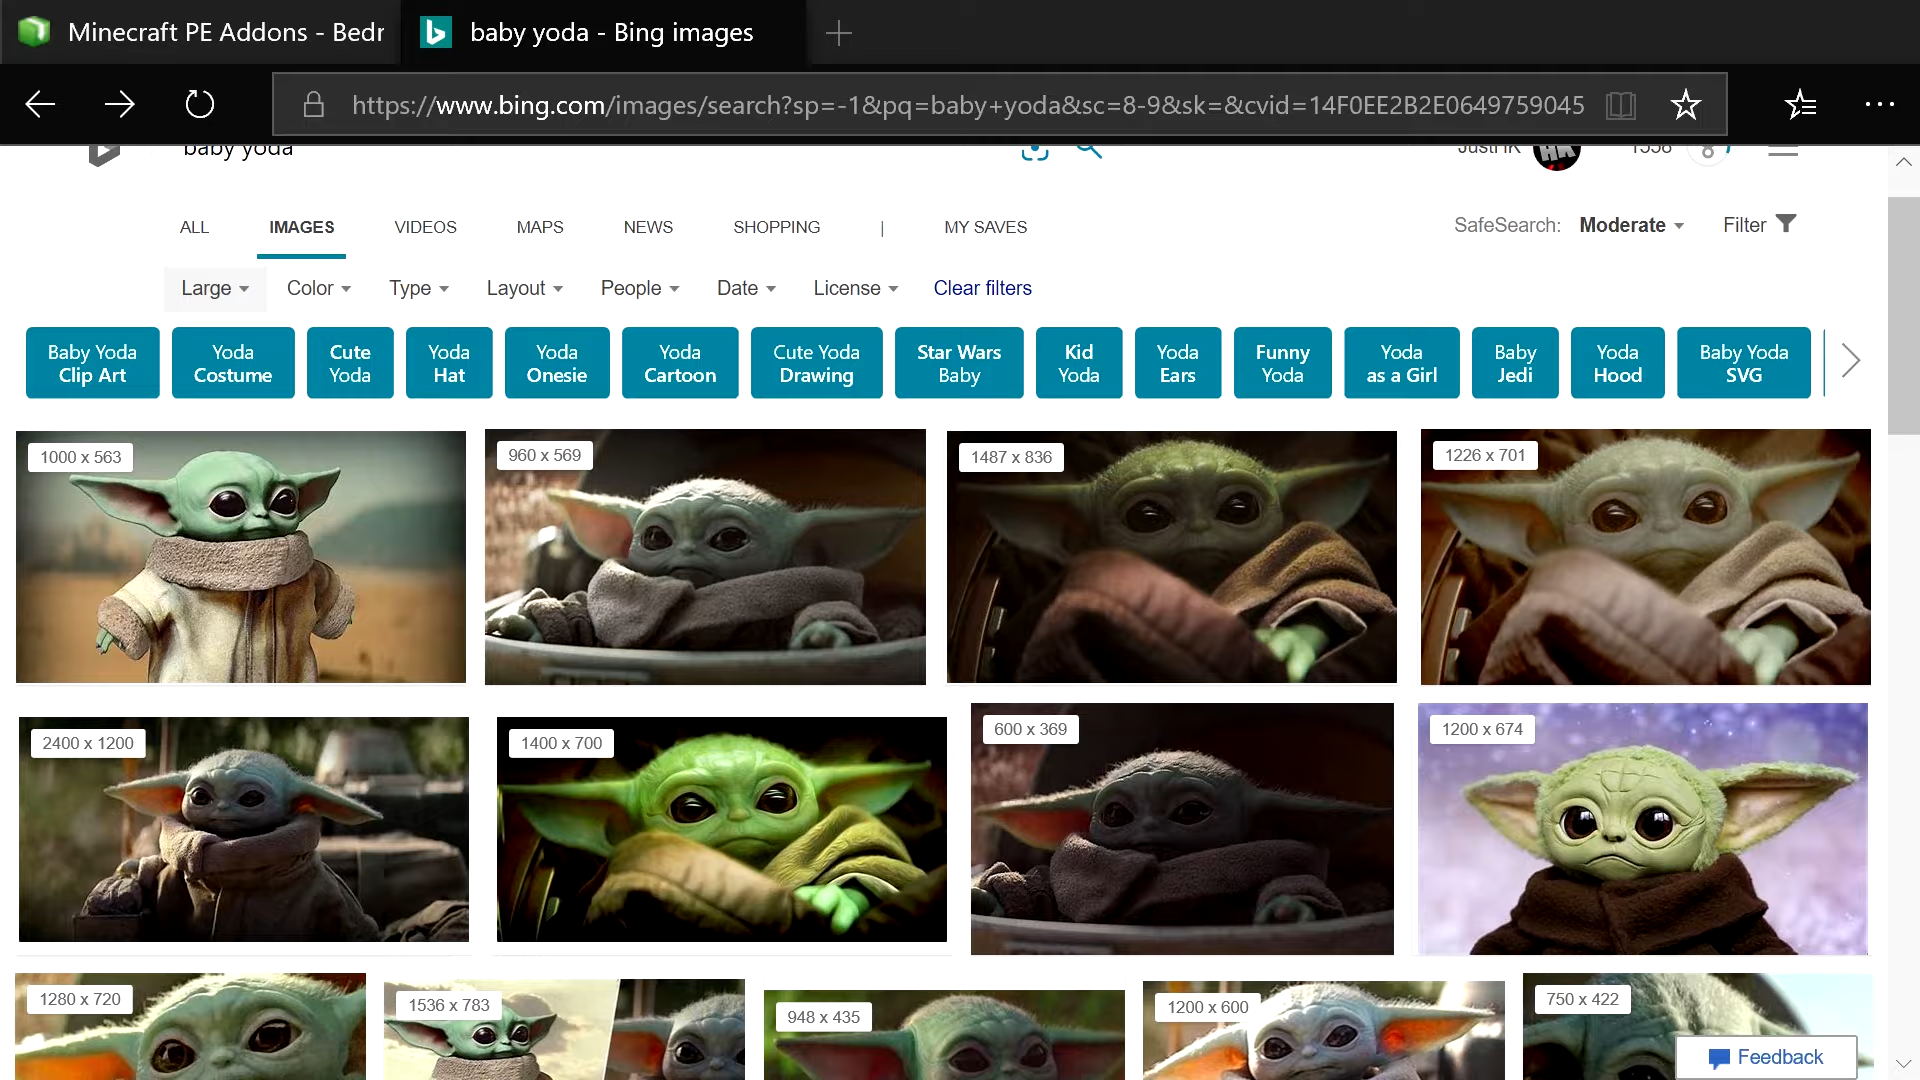 Minecraft PE Addons - Bedr
baby yoda - Bing images
https://www.bing.com/images/search?sp=-1&pq=baby+yoda&sc=8-9&sk=&cvid=14F0EE2B2E0649759045
baby yoda
JustHK
1558
ALL IMAGES VIDEOS MAPS NEWS SHOPPING | MY SAVES
SafeSearch: Moderate Filter
Large Color Type Layout People Date License Clear filters
Baby Yoda
Clip Art
Yoda
Costume
Cute
Yoda
Yoda
Hat
Yoda
Onesie
Yoda
Cartoon
Cute Yoda
Drawing
Star Wars
Baby
Kid
Yoda
Yoda
Ears
Funny
Yoda
Yoda
as a Girl
Baby
Jedi
Yoda
Hood
Baby Yoda
SVG
1000 x 563
960 x 569
1487 x 836
1226 x 701
2400 x 1200
1400 x 700
600 x 369
1200 x 674
1280 x 720
1536 x 783
948 x 435
1200 x 600
750 x 422
Feedback